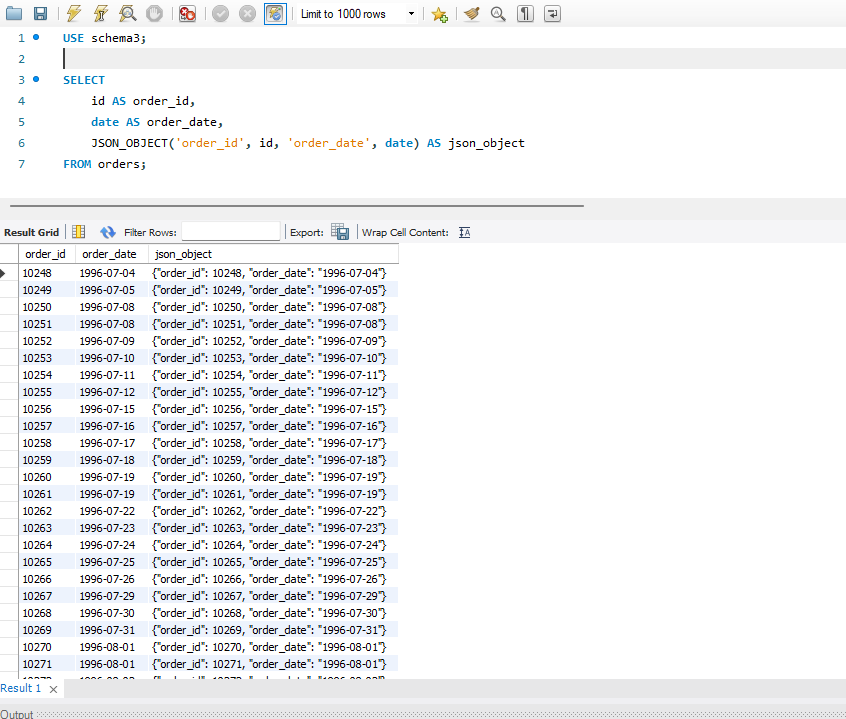 Limit to 1000 rows
1 USE schema3;
2
3 SELECT
4 id AS order_id,
5 date AS order_date,
6 JSON_OBJECT('order_id', id, 'order_date', date) AS json_object
7 FROM orders;
Result Grid Filter Rows: Export: Wrap Cell Content:
order_id order_date json_object
10248 1996-07-04 {"order_id": 10248, "order_date": "1996-07-04"}
10249 1996-07-05 {"order_id": 10249, "order_date": "1996-07-05"}
10250 1996-07-08 {"order_id": 10250, "order_date": "1996-07-08"}
10251 1996-07-08 {"order_id": 10251, "order_date": "1996-07-08"}
10252 1996-07-09 {"order_id": 10252, "order_date": "1996-07-09"}
10253 1996-07-10 {"order_id": 10253, "order_date": "1996-07-10"}
10254 1996-07-11 {"order_id": 10254, "order_date": "1996-07-11"}
10255 1996-07-12 {"order_id": 10255, "order_date": "1996-07-12"}
10256 1996-07-15 {"order_id": 10256, "order_date": "1996-07-15"}
10257 1996-07-16 {"order_id": 10257, "order_date": "1996-07-16"}
10258 1996-07-17 {"order_id": 10258, "order_date": "1996-07-17"}
10259 1996-07-18 {"order_id": 10259, "order_date": "1996-07-18"}
10260 1996-07-19 {"order_id": 10260, "order_date": "1996-07-19"}
10261 1996-07-19 {"order_id": 10261, "order_date": "1996-07-19"}
10262 1996-07-22 {"order_id": 10262, "order_date": "1996-07-22"}
10263 1996-07-23 {"order_id": 10263, "order_date": "1996-07-23"}
10264 1996-07-24 {"order_id": 10264, "order_date": "1996-07-24"}
10265 1996-07-25 {"order_id": 10265, "order_date": "1996-07-25"}
10266 1996-07-26 {"order_id": 10266, "order_date": "1996-07-26"}
10267 1996-07-29 {"order_id": 10267, "order_date": "1996-07-29"}
10268 1996-07-30 {"order_id": 10268, "order_date": "1996-07-30"}
10269 1996-07-31 {"order_id": 10269, "order_date": "1996-07-31"}
10270 1996-08-01 {"order_id": 10270, "order_date": "1996-08-01"}
10271 1996-08-01 {"order_id": 10271, "order_date": "1996-08-01"}
Result 1
Output